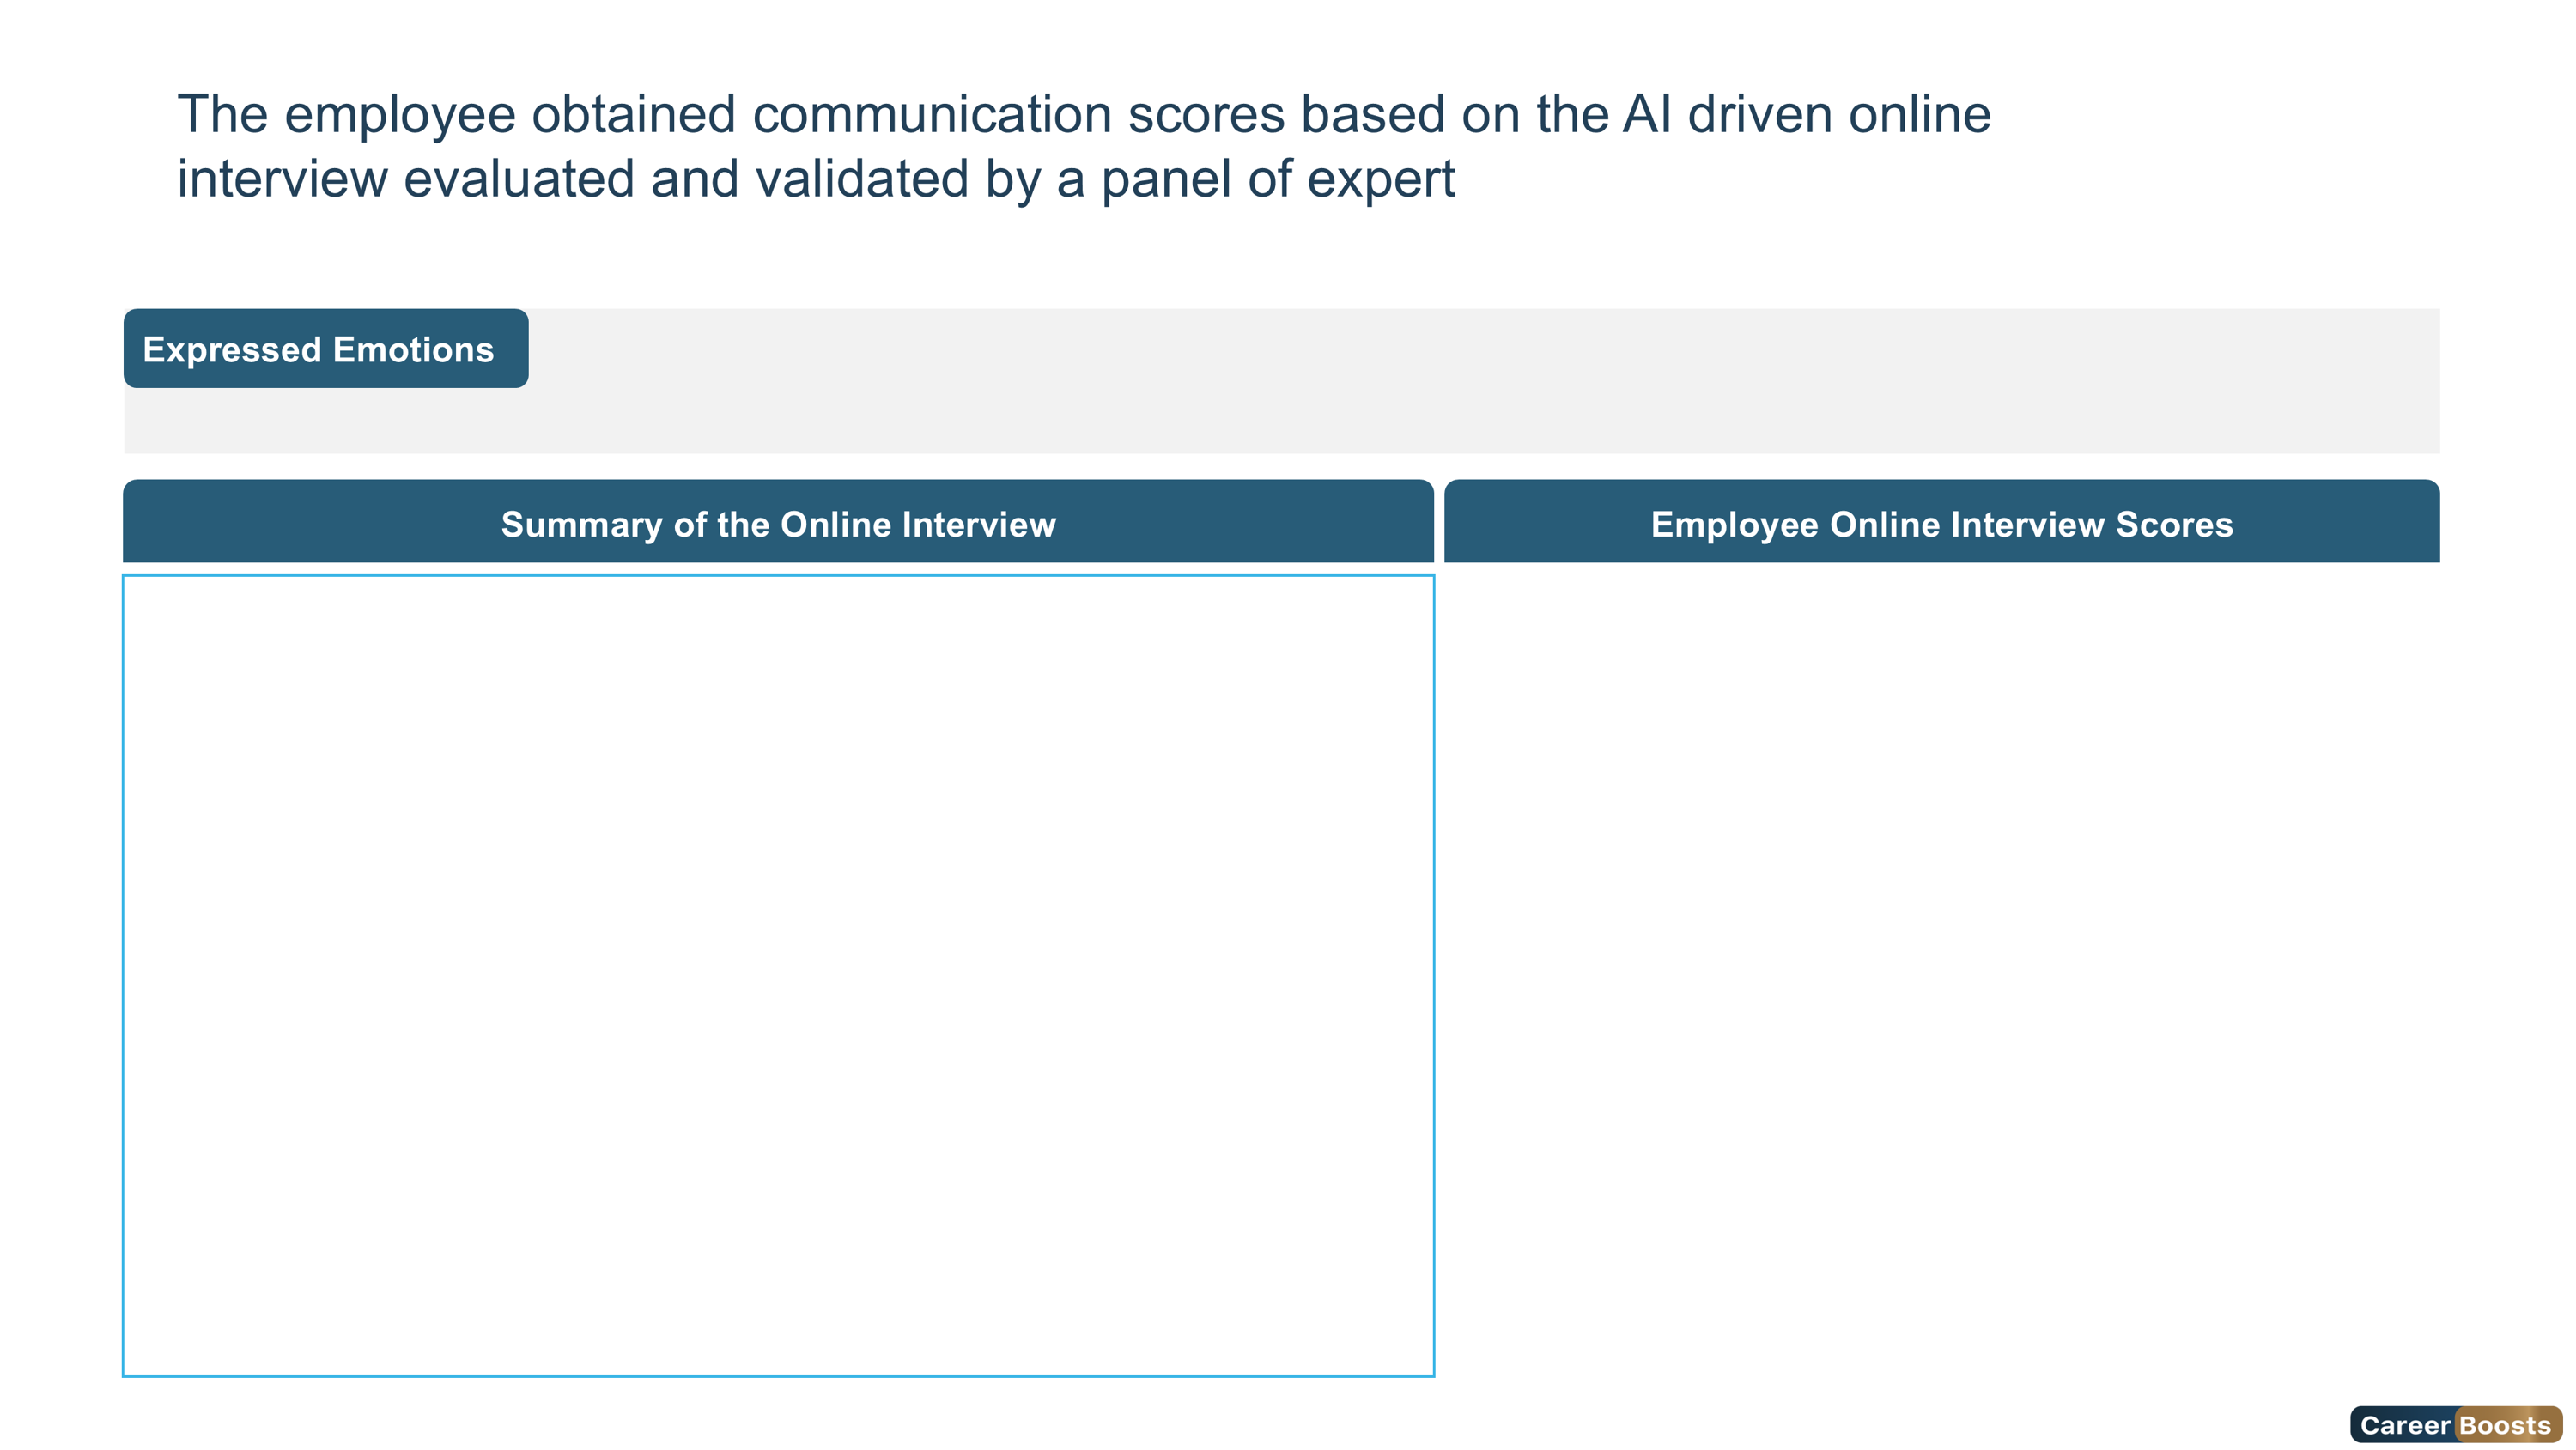 The employee obtained communication scores based on the AI driven online
interview evaluated and validated by a panel of expert
Expressed Emotions
Summary of the Online Interview
Employee Online Interview Scores
Career Boosts